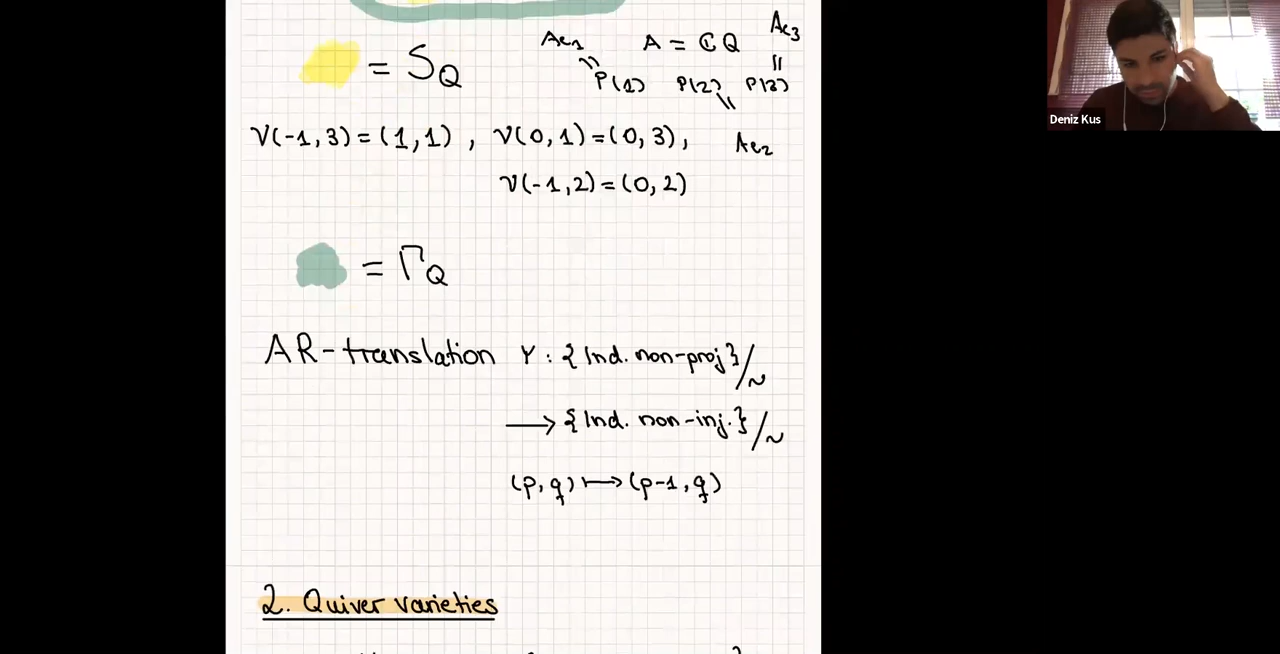 = S_Q
Ae₁ A = ℂQ Ae₃
P(1) P(2) P(3)
Ae₂
ν(-1,3)=(1,1), ν(0,1)=(0,3),
ν(-1,2)=(0,2)
= Γ_Q
AR-translation γ: {Ind. non-proj}/~
⟶ {Ind. non-inj.}/~
(p,q) ⟼ (p-1,q)
2. Quiver varieties
Deniz Kus